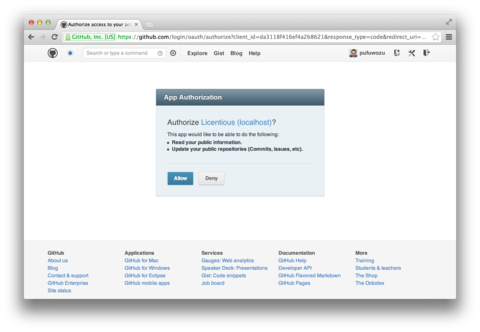 Authorize access to your acc
GitHub, Inc. [US] https://github.com/login/oauth/authorize?client_id=da3118f416ef4a2b8621&response_type=code&redirect_uri=...
Search or type a command
Explore Gist Blog Help
pufuwozu
App Authorization
Authorize Licentious (localhost)?
This app would like to be able to do the following:
• Read your public information.
• Update your public repositories (Commits, Issues, etc).
Allow Deny
GitHub Applications Services Documentation More
About us GitHub for Mac Gauges: Web analytics GitHub Help Training
Blog GitHub for Windows Speaker Deck: Presentations Developer API Students & teachers
Contact & support GitHub for Eclipse Gist: Code snippets GitHub Flavored Markdown The Shop
GitHub Enterprise GitHub mobile apps Job board GitHub Pages The Octodex
Site status